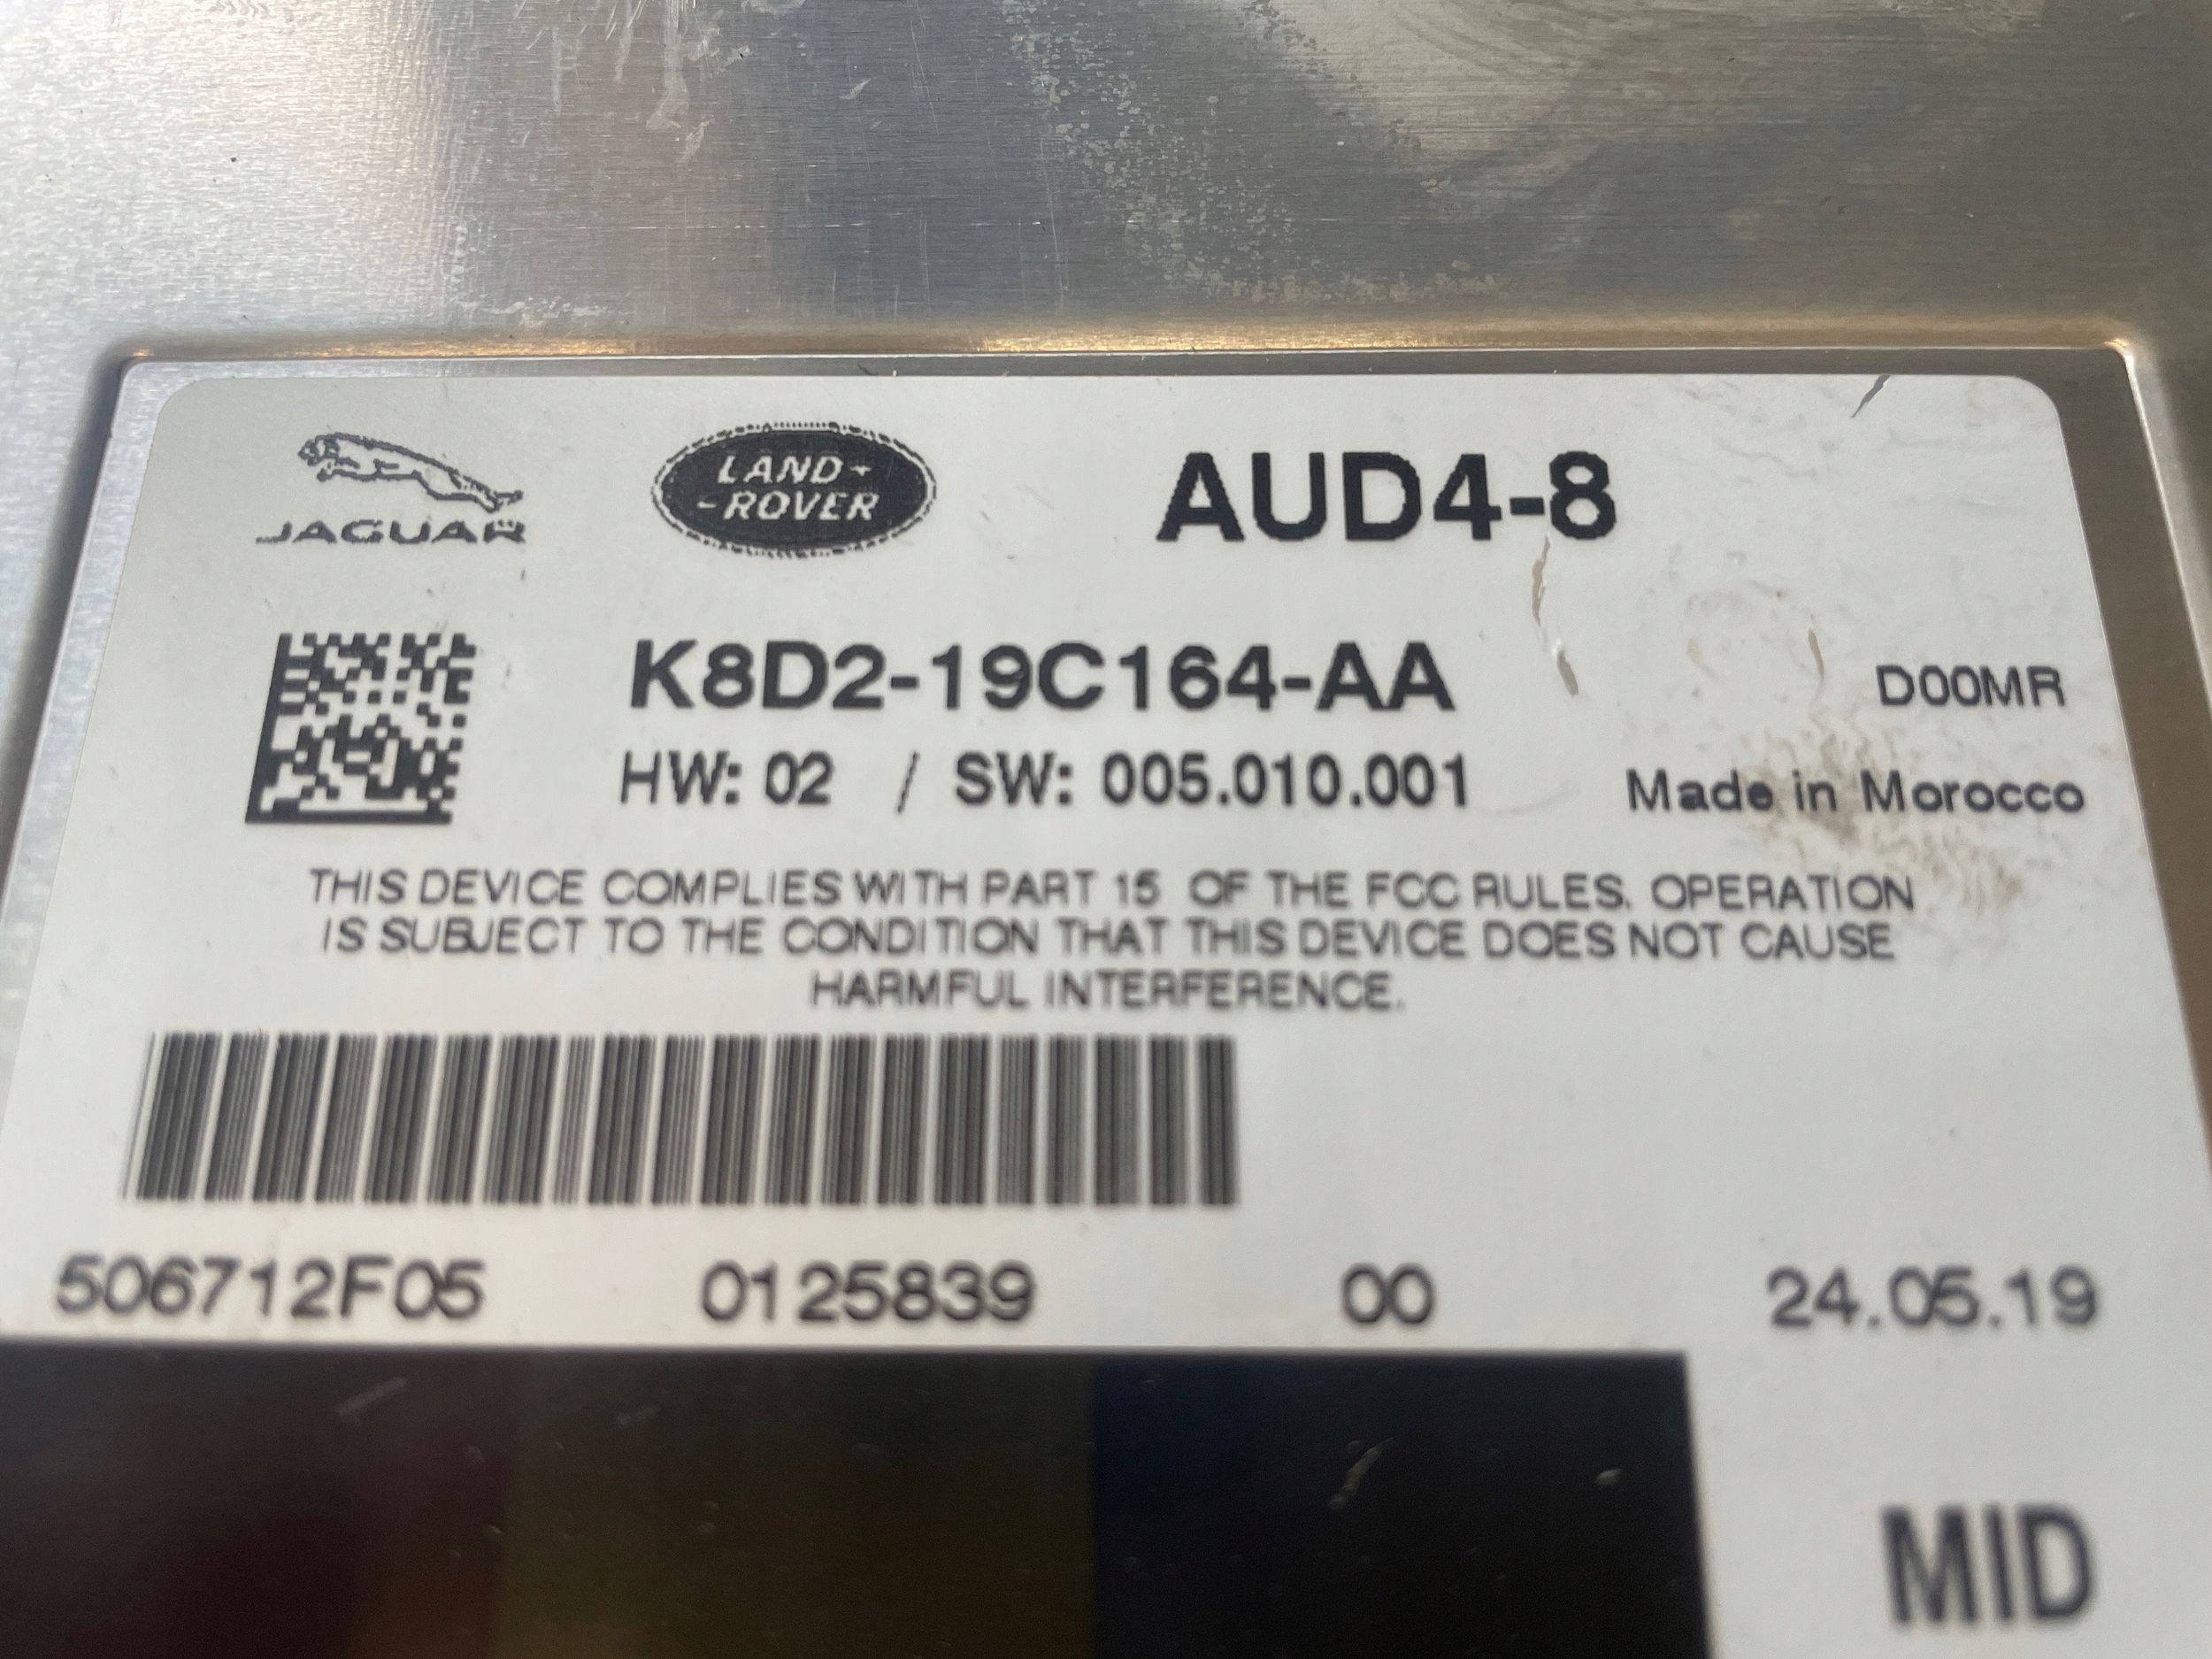 JAGUAR
LAND-
-ROVER
AUD4-8
K8D2-19C164-AA
D00MR
HW: 02 / SW: 005.010.001
Made in Morocco
THIS DEVICE COMPLIES WITH PART 15 OF THE FCC RULES. OPERATION
IS SUBJECT TO THE CONDITION THAT THIS DEVICE DOES NOT CAUSE
HARMFUL INTERFERENCE.
506712F05 0125839 00 24.05.19
MID